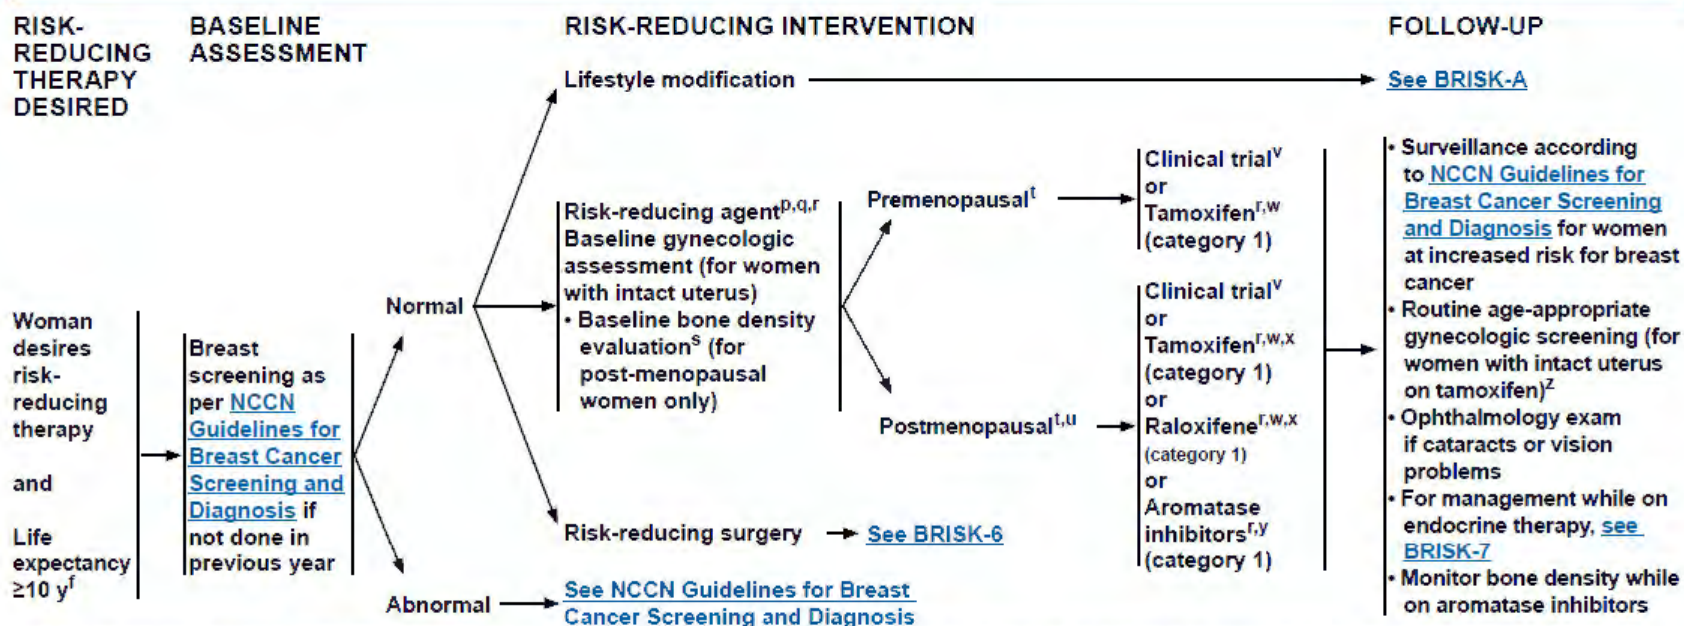 RISK-
REDUCING
THERAPY
DESIRED
BASELINE
ASSESSMENT
RISK-REDUCING INTERVENTION
FOLLOW-UP
Woman
desires
risk-
reducing
therapy
and
Life
expectancy
≥10 yᶠ
Breast
screening as
per NCCN
Guidelines for
Breast Cancer
Screening and
Diagnosis if
not done in
previous year
Normal
Abnormal
Lifestyle modification
See BRISK-A
Risk-reducing agentp,q,r
Baseline gynecologic
assessment (for women
with intact uterus)
• Baseline bone density
evaluationˢ (for
post-menopausal
women only)
Premenopausalᵗ
Clinical trialᵛ
or
Tamoxifenʳ,ʷ
(category 1)
Postmenopausalᵗ,ᵘ
Clinical trialᵛ
or
Tamoxifenʳ,ʷ,ˣ
(category 1)
or
Raloxifeneʳ,ʷ,ˣ
(category 1)
or
Aromatase
inhibitorsʳ,ʸ
(category 1)
Risk-reducing surgery
See BRISK-6
See NCCN Guidelines for Breast
Cancer Screening and Diagnosis
• Surveillance according
to NCCN Guidelines for
Breast Cancer Screening
and Diagnosis for women
at increased risk for breast
cancer
• Routine age-appropriate
gynecologic screening (for
women with intact uterus
on tamoxifen)ᶻ
• Ophthalmology exam
if cataracts or vision
problems
• For management while on
endocrine therapy, see
BRISK-7
• Monitor bone density while
on aromatase inhibitors